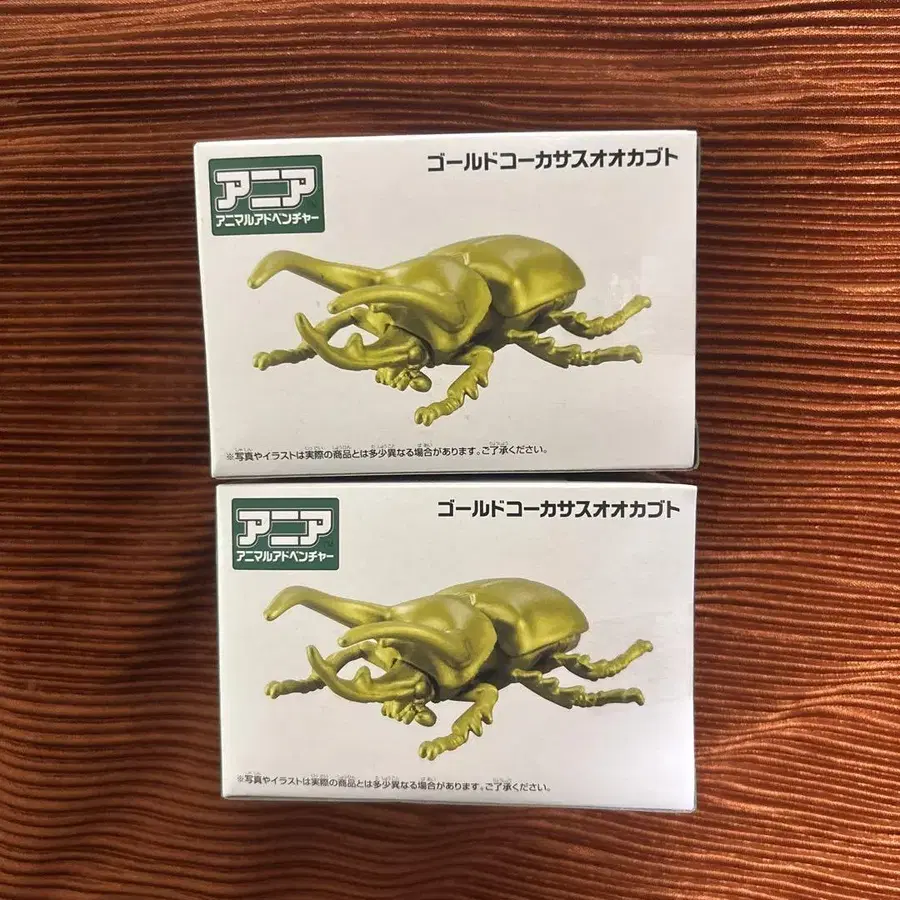 アニア
アニマルアドベンチャー
ゴールドコーカサスオオカブト
※写真やイラストは実際の商品とは多少異なる場合があります。ご了承ください。
アニア
アニマルアドベンチャー
ゴールドコーカサスオオカブト
※写真やイラストは実際の商品とは多少異なる場合があります。ご了承ください。